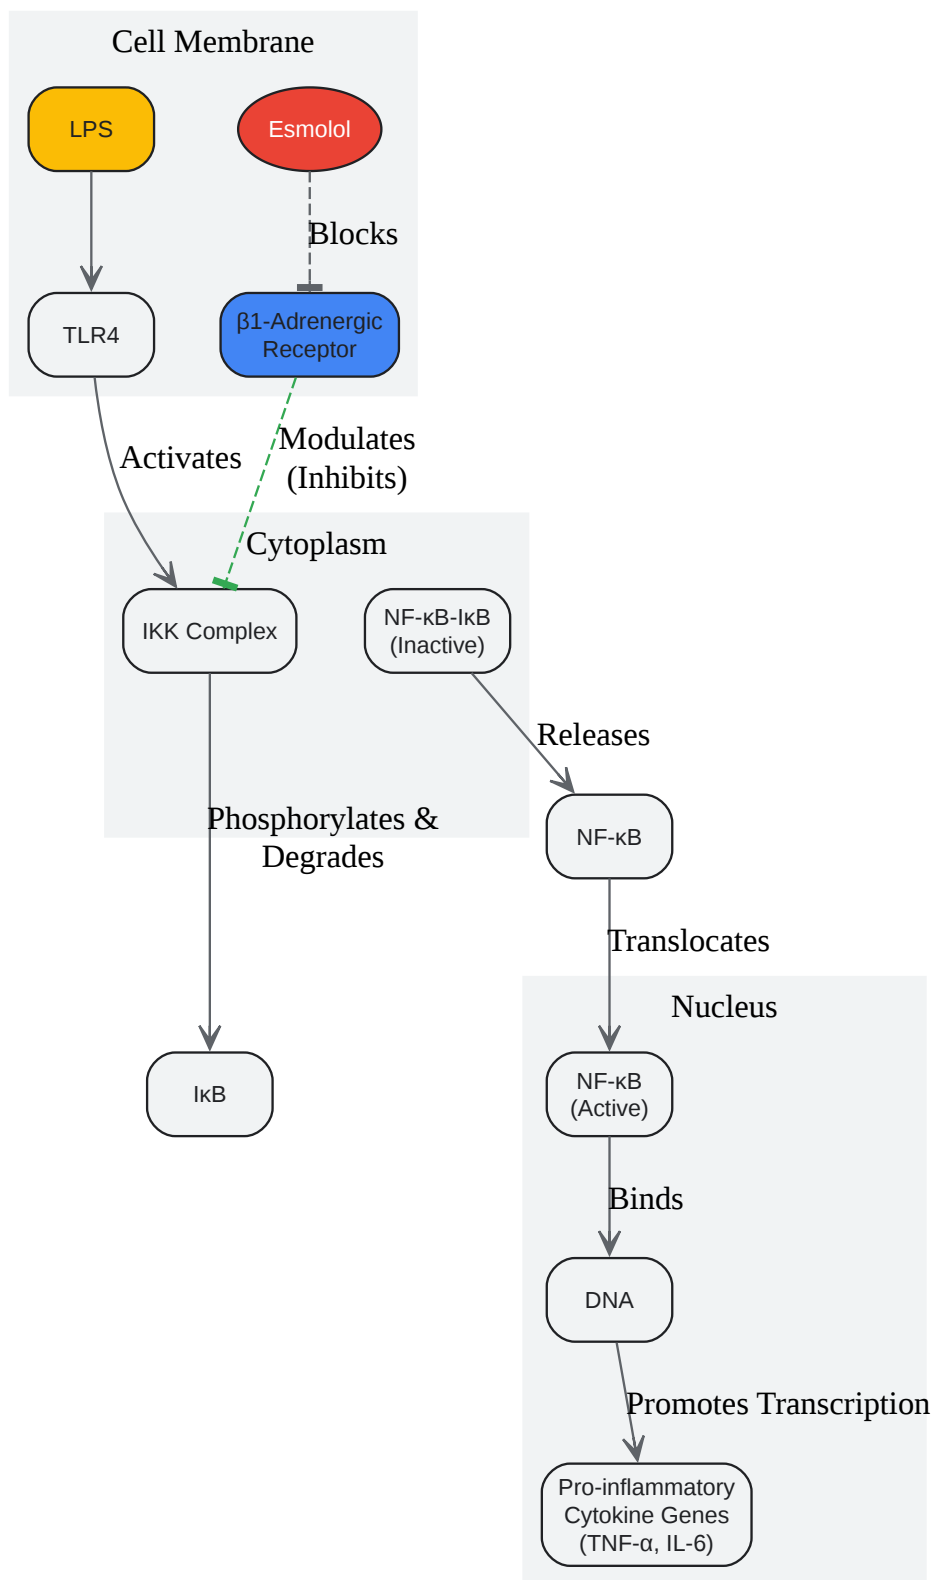 Cell Membrane
LPS
Esmolol
Blocks
TLR4
β1-Adrenergic
Receptor
Activates
Modulates
(Inhibits)
Cytoplasm
IKK Complex
NF-κB-IκB
(Inactive)
Releases
Phosphorylates &
Degrades
NF-κB
Translocates
Nucleus
IκB
NF-κB
(Active)
Binds
DNA
Promotes Transcription
Pro-inflammatory
Cytokine Genes
(TNF-α, IL-6)